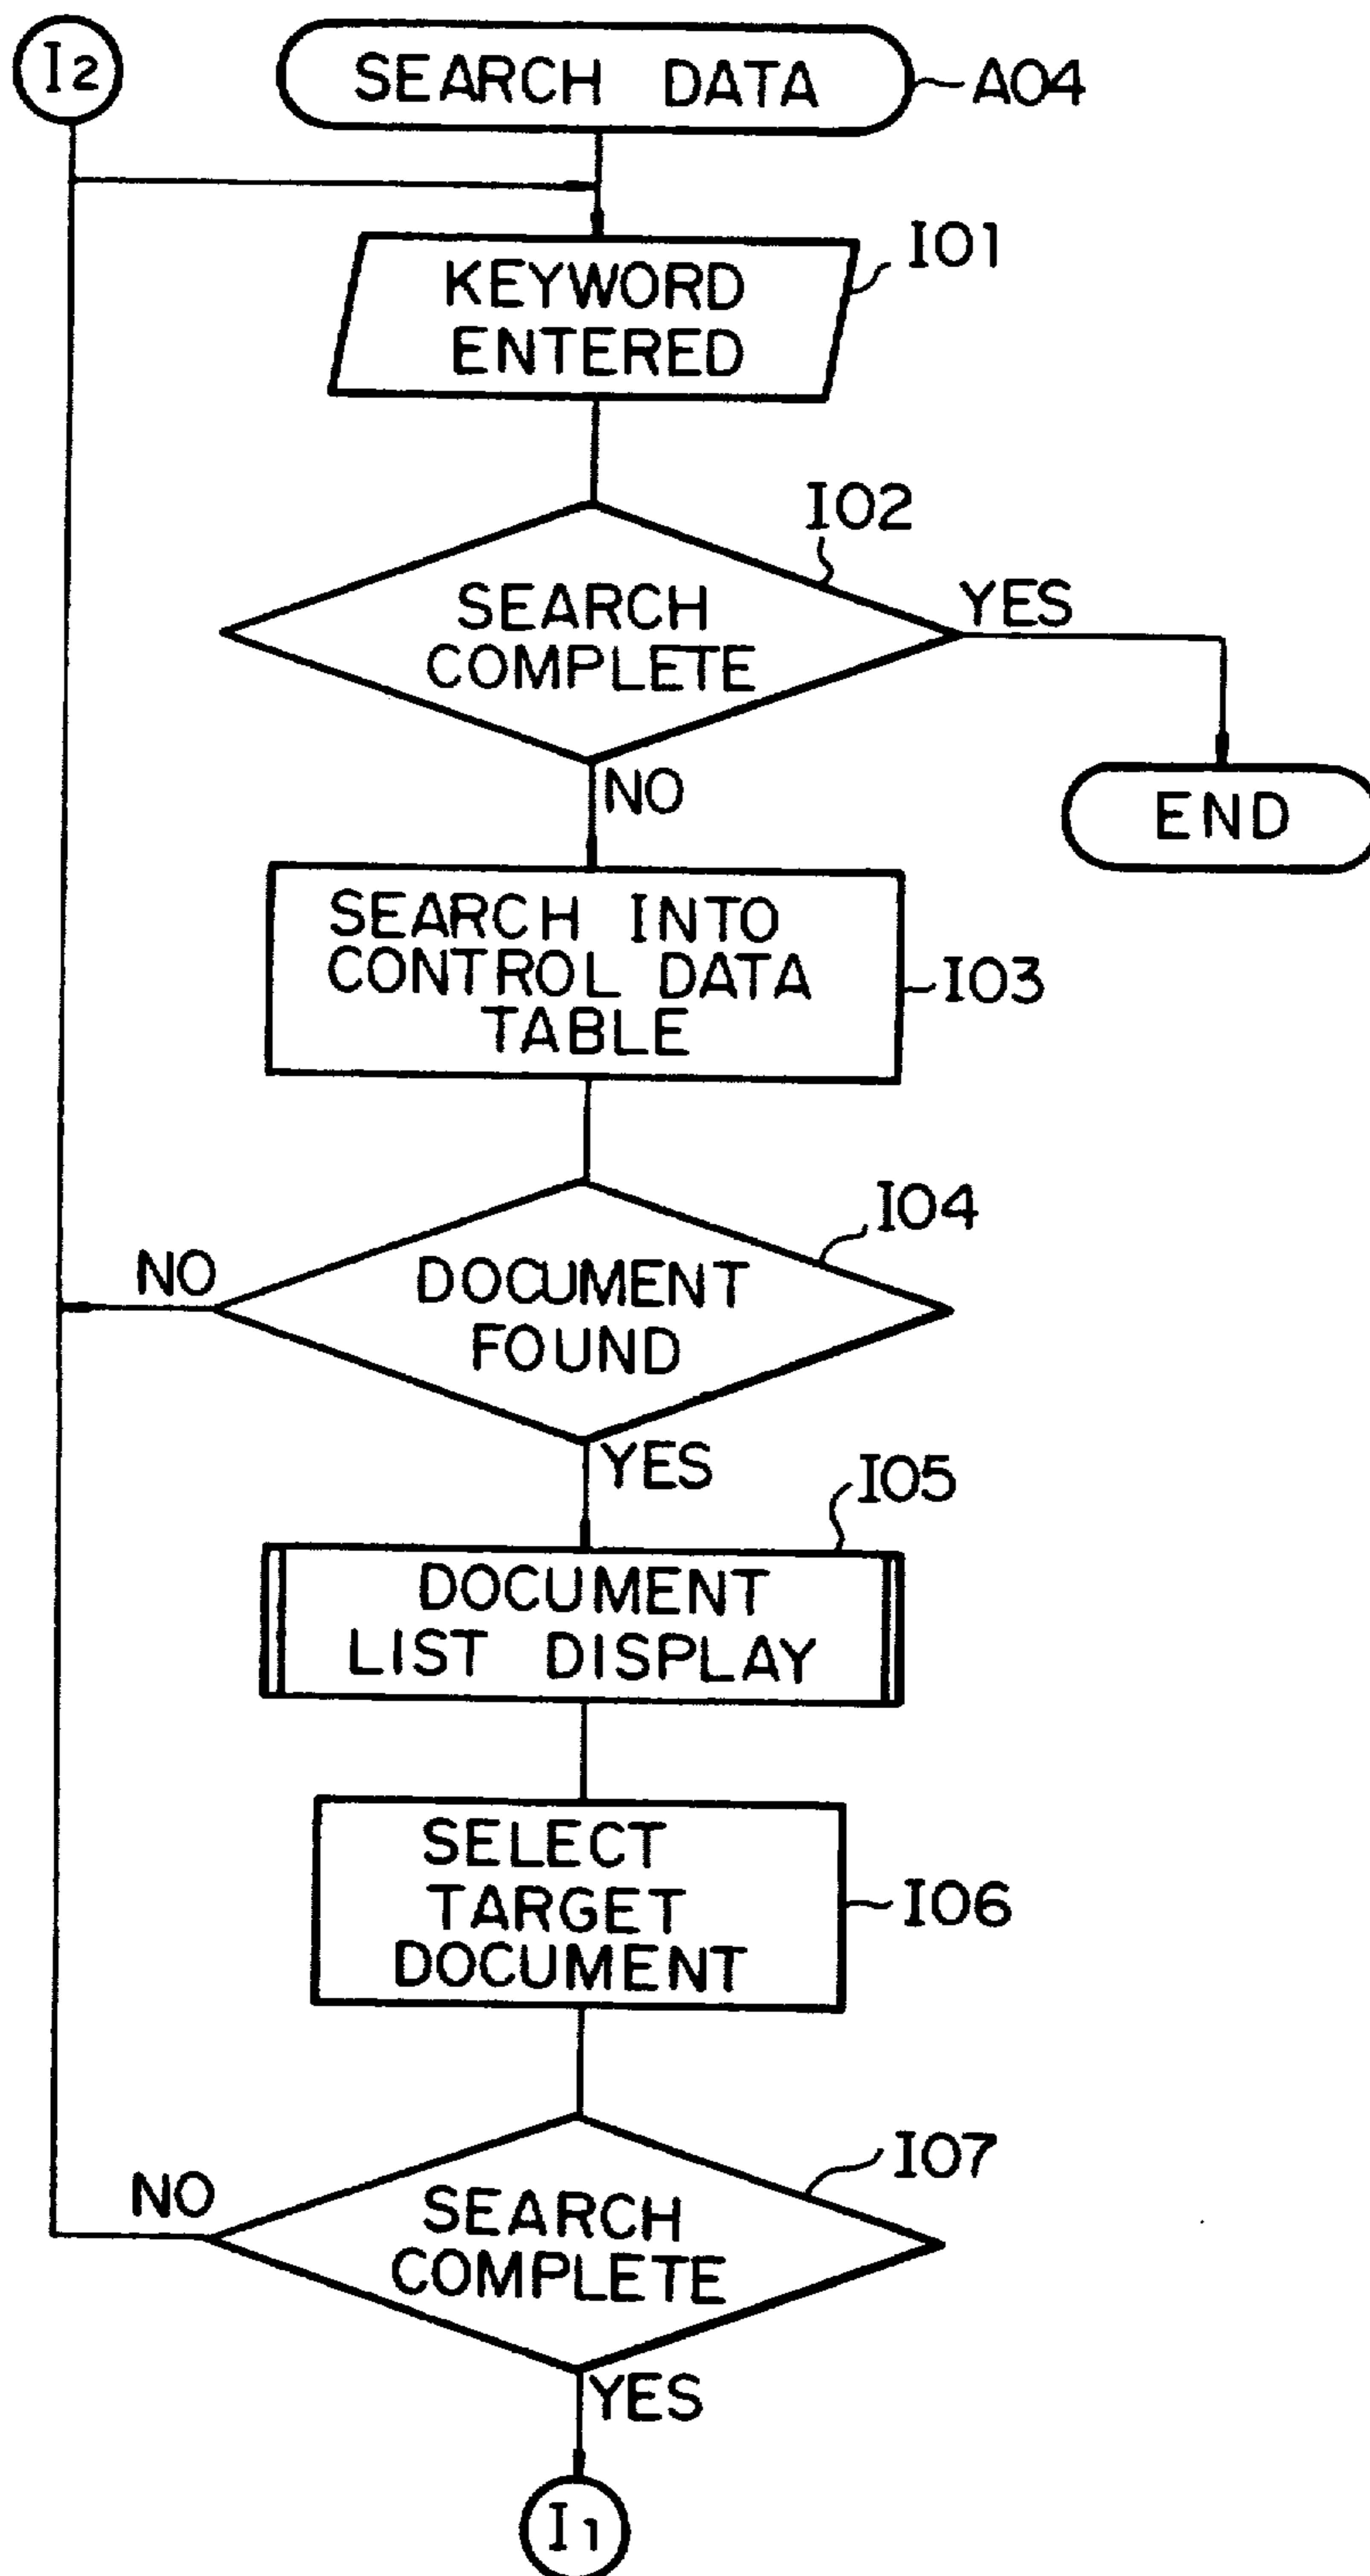 I2
SEARCH DATA
A04
KEYWORD
ENTERED
I01
I02
SEARCH
COMPLETE
YES
NO
END
SEARCH INTO
CONTROL DATA
TABLE
I03
I04
NO
DOCUMENT
FOUND
YES
I05
DOCUMENT
LIST DISPLAY
SELECT
TARGET
DOCUMENT
I06
I07
NO
SEARCH
COMPLETE
YES
I1